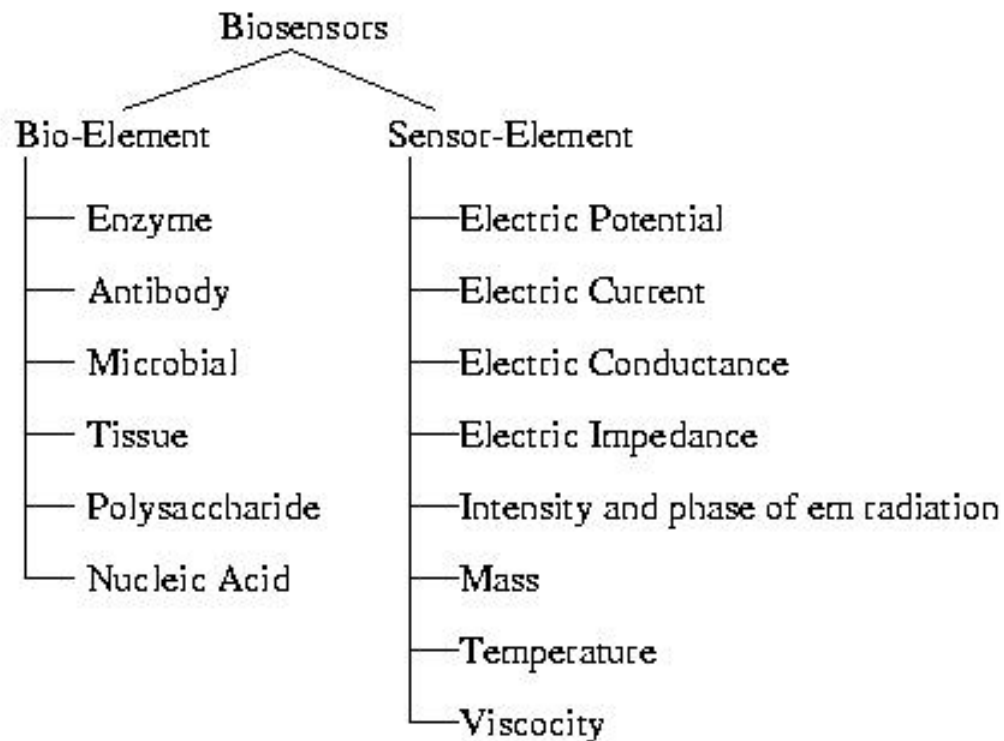 Biosensors
Bio-Element
Enzyme
Antibody
Microbial
Tissue
Polysaccharide
Nucleic Acid
Sensor-Element
Electric Potential
Electric Current
Electric Conductance
Electric Impedance
Intensity and phase of em radiation
Mass
Temperature
Viscocity